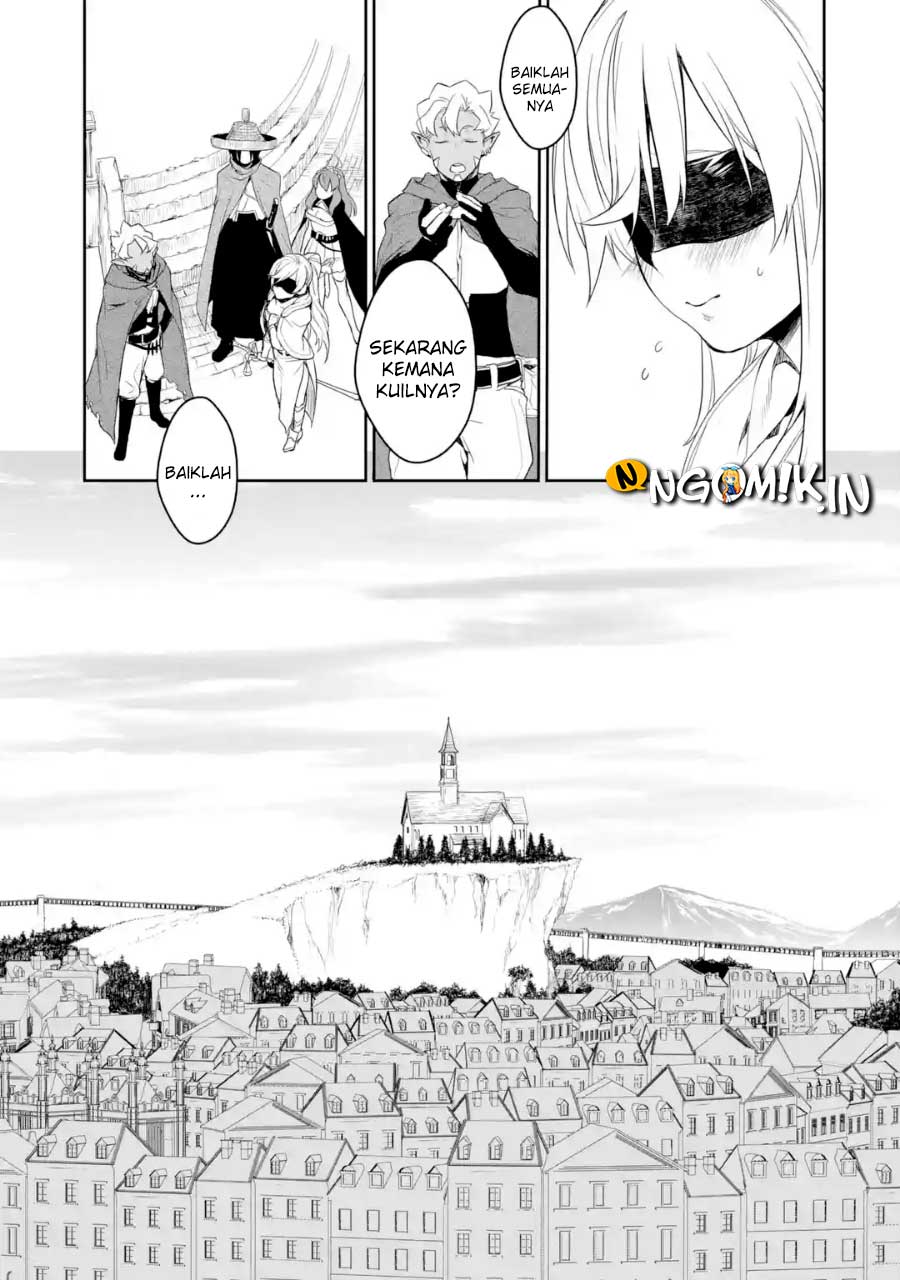 BAIKLAH
SEMUA-
NYA
SEKARANG
KEMANA
KUILNYA?
BAIKLAH
...
N NGOM!K.IN